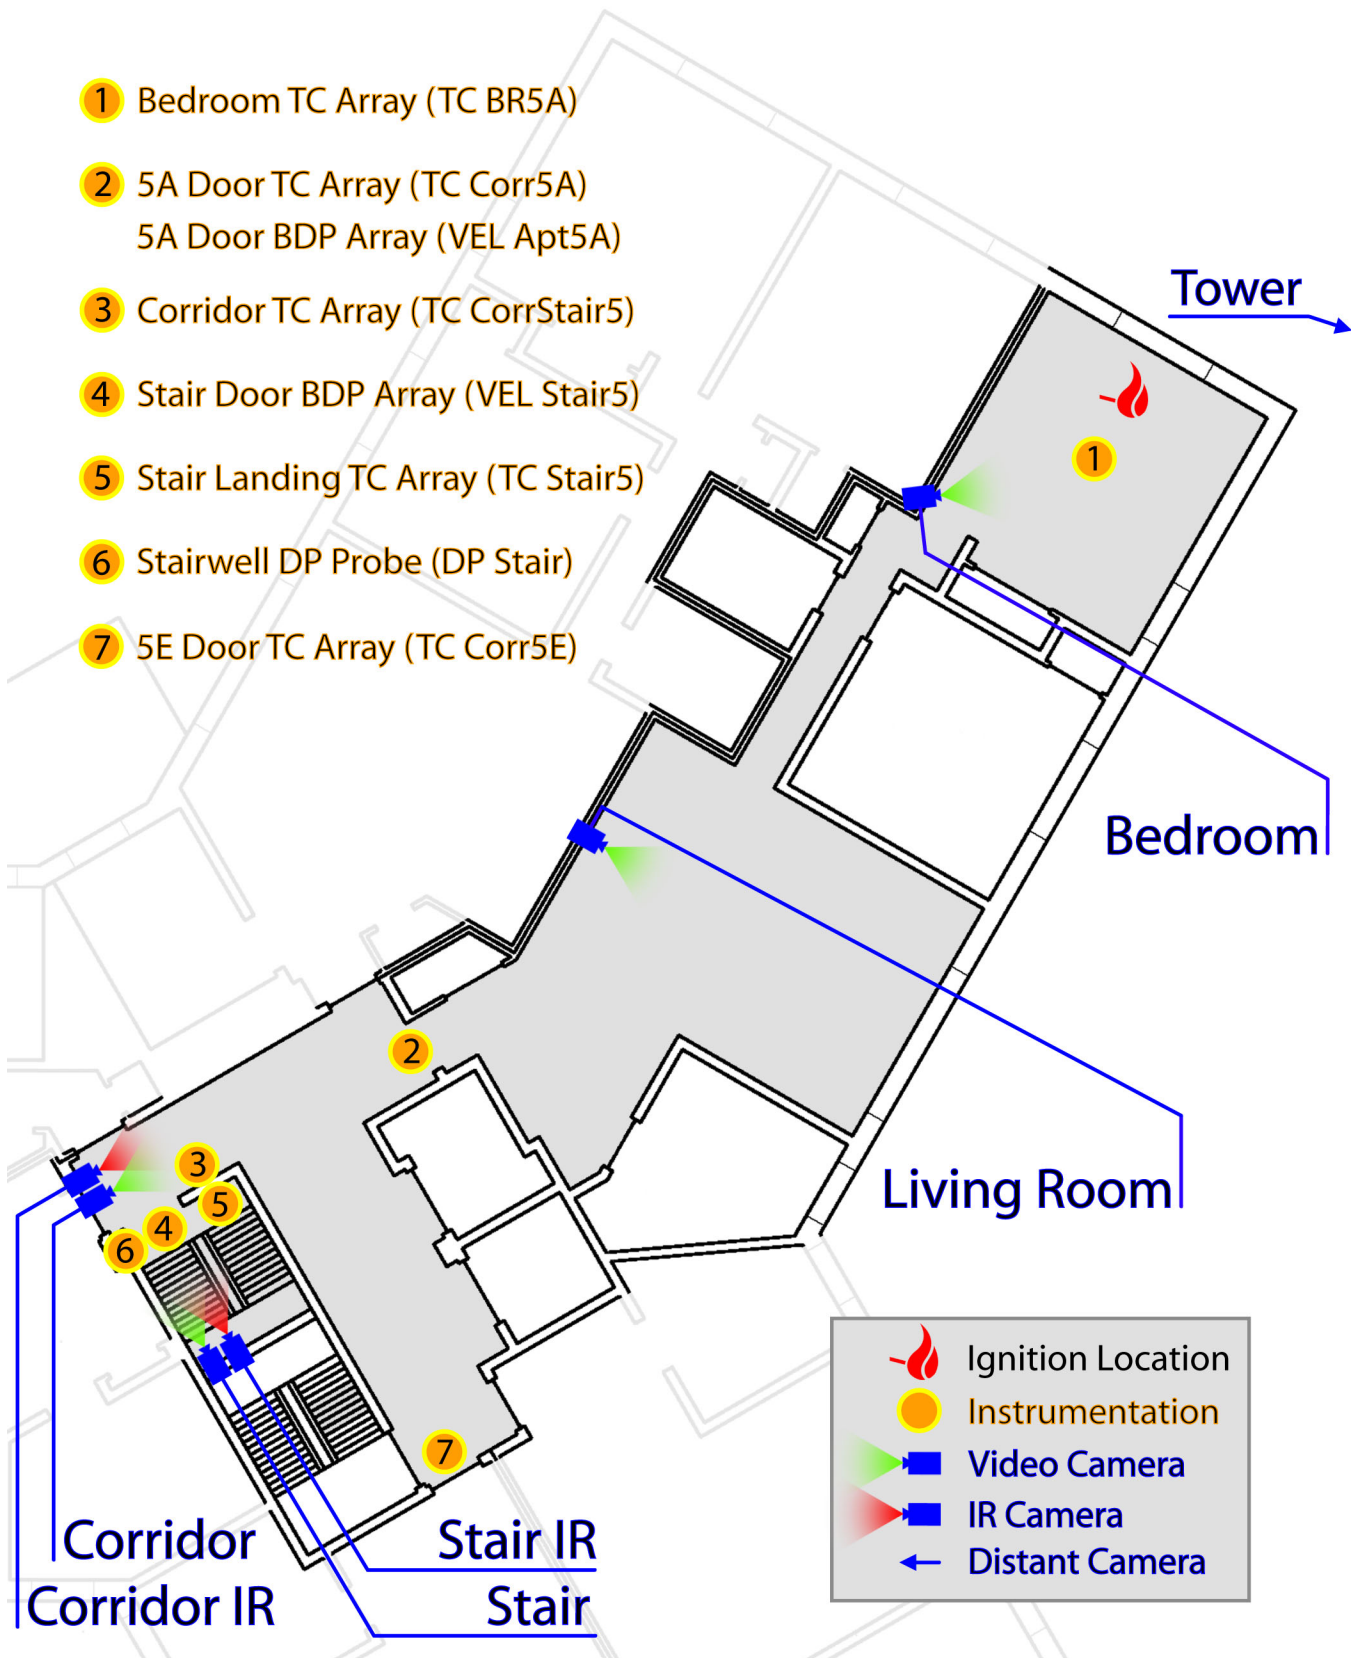 1 Bedroom TC Array (TC BR5A)
2 5A Door TC Array (TC Corr5A)
5A Door BDP Array (VEL Apt5A)
3 Corridor TC Array (TC CorrStair5)
4 Stair Door BDP Array (VEL Stair5)
5 Stair Landing TC Array (TC Stair5)
6 Stairwell DP Probe (DP Stair)
7 5E Door TC Array (TC Corr5E)
Tower
1
Bedroom
2
Living Room
3
5
4
6
7
Corridor
Corridor IR
Stair IR
Stair
Ignition Location
Instrumentation
Video Camera
IR Camera
Distant Camera